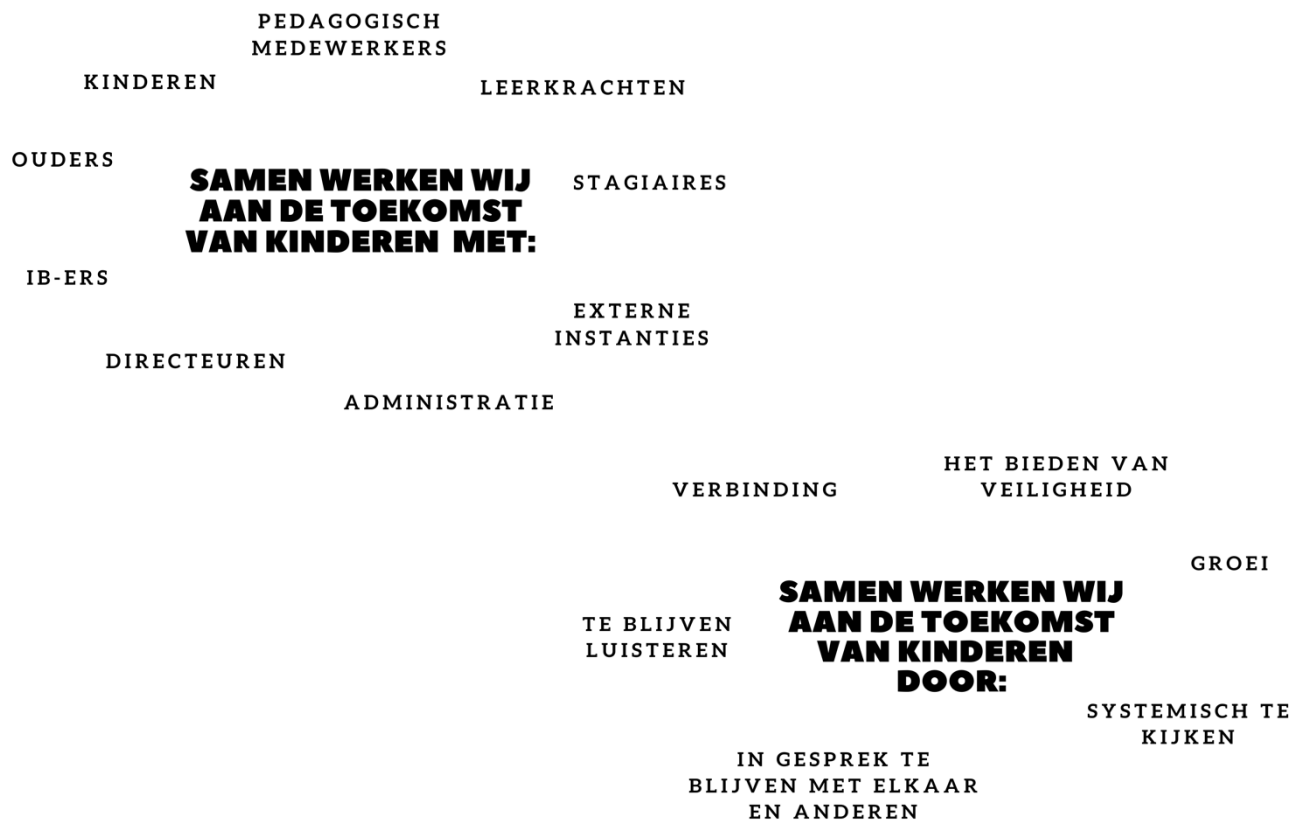 PEDAGOGISCH
MEDEWERKERS
KINDEREN
LEERKRACHTEN
OUDERS
SAMEN WERKEN WIJ
AAN DE TOEKOMST
VAN KINDEREN MET:
STAGIAIRES
IB-ERS
EXTERNE
INSTANTIES
DIRECTEUREN
ADMINISTRATIE
HET BIEDEN VAN
VEILIGHEID
VERBINDING
GROEI
SAMEN WERKEN WIJ
AAN DE TOEKOMST
VAN KINDEREN
DOOR:
TE BLIJVEN
LUISTEREN
SYSTEMISCH TE
KIJKEN
IN GESPREK TE
BLIJVEN MET ELKAAR
EN ANDEREN